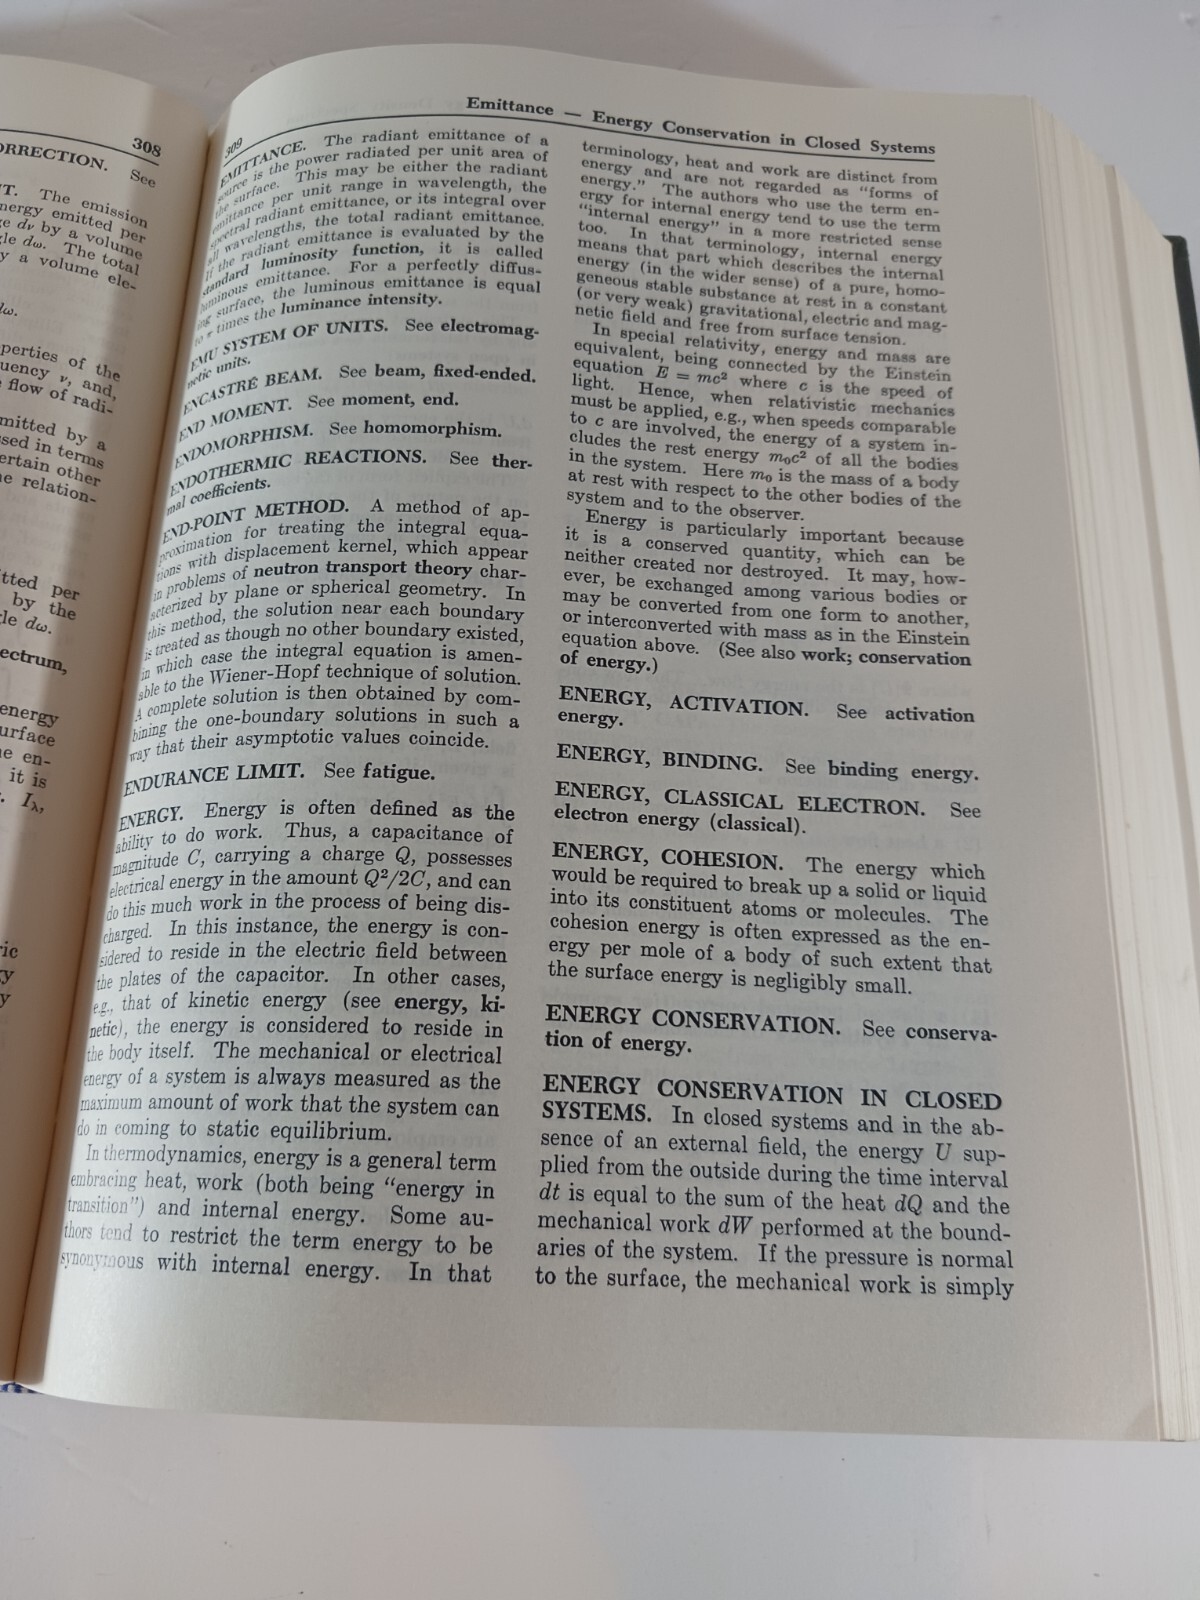 308
ORRECTION. See
T. The emission
nergy emitted per
e dν by a volume
gle dω. The total
y a volume ele-
dω.
perties of the
uency ν, and,
flow of radi-
mitted by a
ssed in terms
ertain other
e relation-
tted per
by the
le dω.
ectrum,
energy
urface
e en-
it is
Iλ,
ic
y
y
309
Emittance — Energy Conservation in Closed Systems
EMITTANCE. The radiant emittance of a
source is the power radiated per unit area of
the surface. This may be either the radiant
emittance per unit range in wavelength, the
spectral radiant emittance, or its integral over
all wavelengths, the total radiant emittance.
If the radiant emittance is evaluated by the
standard luminosity function, it is called
luminous emittance. For a perfectly diffus-
ing surface, the luminous emittance is equal
to π times the luminance intensity.
EMU SYSTEM OF UNITS. See electromag-
netic units.
ENCASTRÉ BEAM. See beam, fixed-ended.
END MOMENT. See moment, end.
ENDOMORPHISM. See homomorphism.
ENDOTHERMIC REACTIONS. See ther-
mal coefficients.
END-POINT METHOD. A method of ap-
proximation for treating the integral equa-
tions with displacement kernel, which appear
in problems of neutron transport theory char-
acterized by plane or spherical geometry. In
this method, the solution near each boundary
is treated as though no other boundary existed,
in which case the integral equation is amen-
able to the Wiener-Hopf technique of solution.
A complete solution is then obtained by com-
bining the one-boundary solutions in such a
way that their asymptotic values coincide.
ENDURANCE LIMIT. See fatigue.
ENERGY. Energy is often defined as the
ability to do work. Thus, a capacitance of
magnitude C, carrying a charge Q, possesses
electrical energy in the amount Q²/2C, and can
do this much work in the process of being dis-
charged. In this instance, the energy is con-
sidered to reside in the electric field between
the plates of the capacitor. In other cases,
e.g., that of kinetic energy (see energy, ki-
netic), the energy is considered to reside in
the body itself. The mechanical or electrical
energy of a system is always measured as the
maximum amount of work that the system can
do in coming to static equilibrium.
In thermodynamics, energy is a general term
embracing heat, work (both being "energy in
transition") and internal energy. Some au-
thors tend to restrict the term energy to be
synonymous with internal energy. In that
terminology, heat and work are distinct from
energy and are not regarded as "forms of
energy." The authors who use the term en-
ergy for internal energy tend to use the term
"internal energy" in a more restricted sense
too. In that terminology, internal energy
means that part which describes the internal
energy (in the wider sense) of a pure, homo-
geneous stable substance at rest in a constant
(or very weak) gravitational, electric and mag-
netic field and free from surface tension.
In special relativity, energy and mass are
equivalent, being connected by the Einstein
equation E = mc² where c is the speed of
light. Hence, when relativistic mechanics
must be applied, e.g., when speeds comparable
to c are involved, the energy of a system in-
cludes the rest energy m₀c² of all the bodies
in the system. Here m₀ is the mass of a body
at rest with respect to the other bodies of the
system and to the observer.
Energy is particularly important because
it is a conserved quantity, which can be
neither created nor destroyed. It may, how-
ever, be exchanged among various bodies or
may be converted from one form to another,
or interconverted with mass as in the Einstein
equation above. (See also work; conservation
of energy.)
ENERGY, ACTIVATION. See activation
energy.
ENERGY, BINDING. See binding energy.
ENERGY, CLASSICAL ELECTRON. See
electron energy (classical).
ENERGY, COHESION. The energy which
would be required to break up a solid or liquid
into its constituent atoms or molecules. The
cohesion energy is often expressed as the en-
ergy per mole of a body of such extent that
the surface energy is negligibly small.
ENERGY CONSERVATION. See conserva-
tion of energy.
ENERGY CONSERVATION IN CLOSED
SYSTEMS. In closed systems and in the ab-
sence of an external field, the energy U sup-
plied from the outside during the time interval
dt is equal to the sum of the heat dQ and the
mechanical work dW performed at the bound-
aries of the system. If the pressure is normal
to the surface, the mechanical work is simply